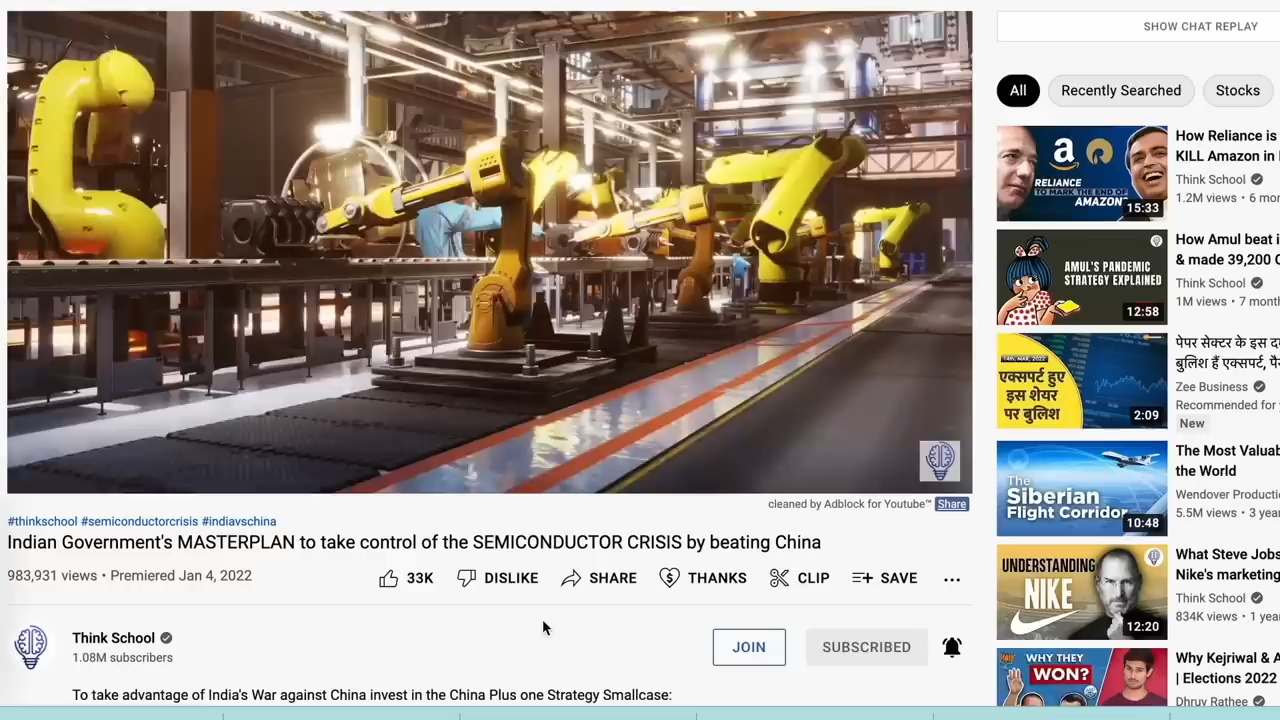 cleaned by Adblock for Youtube™ Share
#thinkschool #semiconductorcrisis #indiavschina
Indian Government's MASTERPLAN to take control of the SEMICONDUCTOR CRISIS by beating China
983,931 views • Premiered Jan 4, 2022
33K DISLIKE SHARE THANKS CLIP SAVE ...
Think School
1.08M subscribers
JOIN SUBSCRIBED
To take advantage of India's War against China invest in the China Plus one Strategy Smallcase:
SHOW CHAT REPLAY
All Recently Searched Stocks
a
RELIANCE
TO MARK THE END OF
AMAZON
15:33
How Reliance is
KILL Amazon in
Think School
1.2M views • 6 mon
AMUL'S PANDEMIC
STRATEGY EXPLAINED
12:58
How Amul beat
& made 39,200
Think School
1M views • 7 mont
14th, MAR, 2022
एक्सपर्ट हुए
इस शेयर
पर बुलिश
2:09
पेपर सेक्टर के इस
बुलिश हैं एक्सपर्ट,
Zee Business
Recommended for
New
The
Siberian
Flight Corridor
10:48
The Most Valuab
the World
Wendover Producti
5.5M views • 3 yea
UNDERSTANDING
NIKE
12:20
What Steve Jobs
Nike's marketing
Think School
834K views • 1 yea
WHY THEY
WON?
Why Kejriwal & A
| Elections 2022
Dhruv Rathee